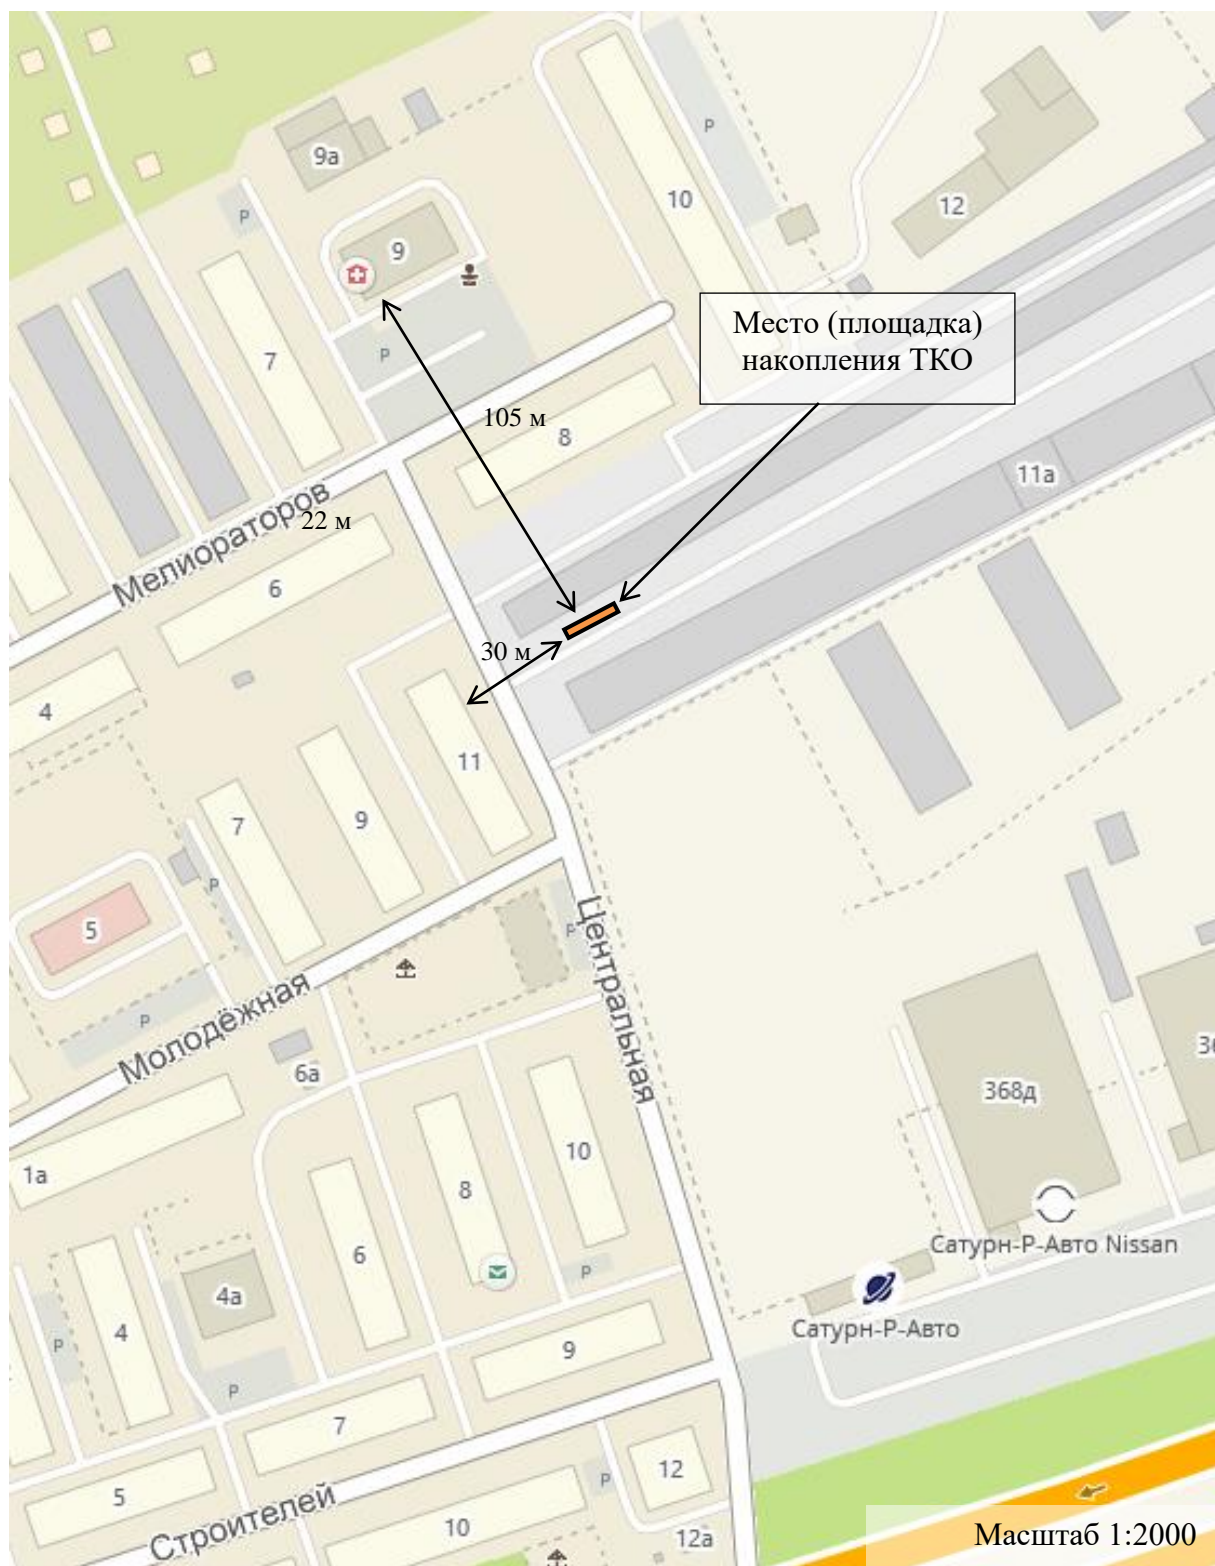 9а
P
10
P
12
9
7
P
Место (площадка)
накопления ТКО
105 м
8
11а
Мелиораторов
22 м
6
30 м
4
11
9
7
P
5
P
Центральная
P
Молодёжная
6а
368д
1а
10
8
6
Сатурн-Р-Авто Nissan
P
4а
Сатурн-Р-Авто
4
P
9
P
7
12
P
5
Строителей
10
12а
Масштаб 1:2000